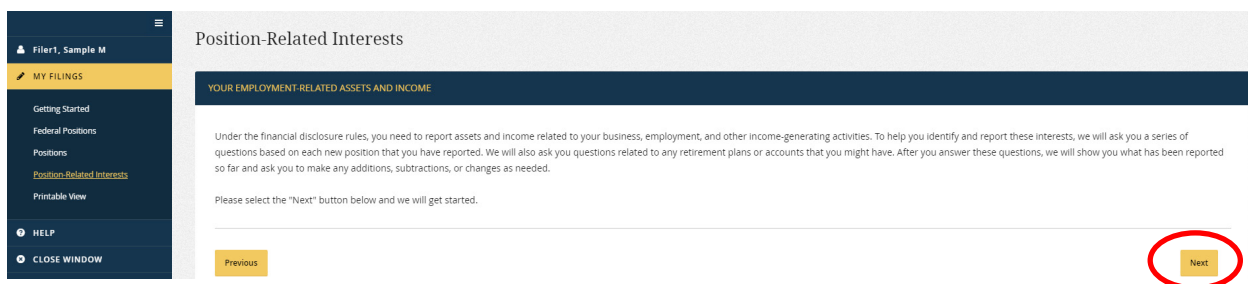 Filer1, Sample M
MY FILINGS
Getting Started
Federal Positions
Positions
Position-Related Interests
Printable View
HELP
CLOSE WINDOW
Position-Related Interests
YOUR EMPLOYMENT-RELATED ASSETS AND INCOME
Under the financial disclosure rules, you need to report assets and income related to your business, employment, and other income-generating activities. To help you identify and report these interests, we will ask you a series of
questions based on each new position that you have reported. We will also ask you questions related to any retirement plans or accounts that you might have. After you answer these questions, we will show you what has been reported
so far and ask you to make any additions, subtractions, or changes as needed.
Please select the "Next" button below and we will get started.
Previous
Next